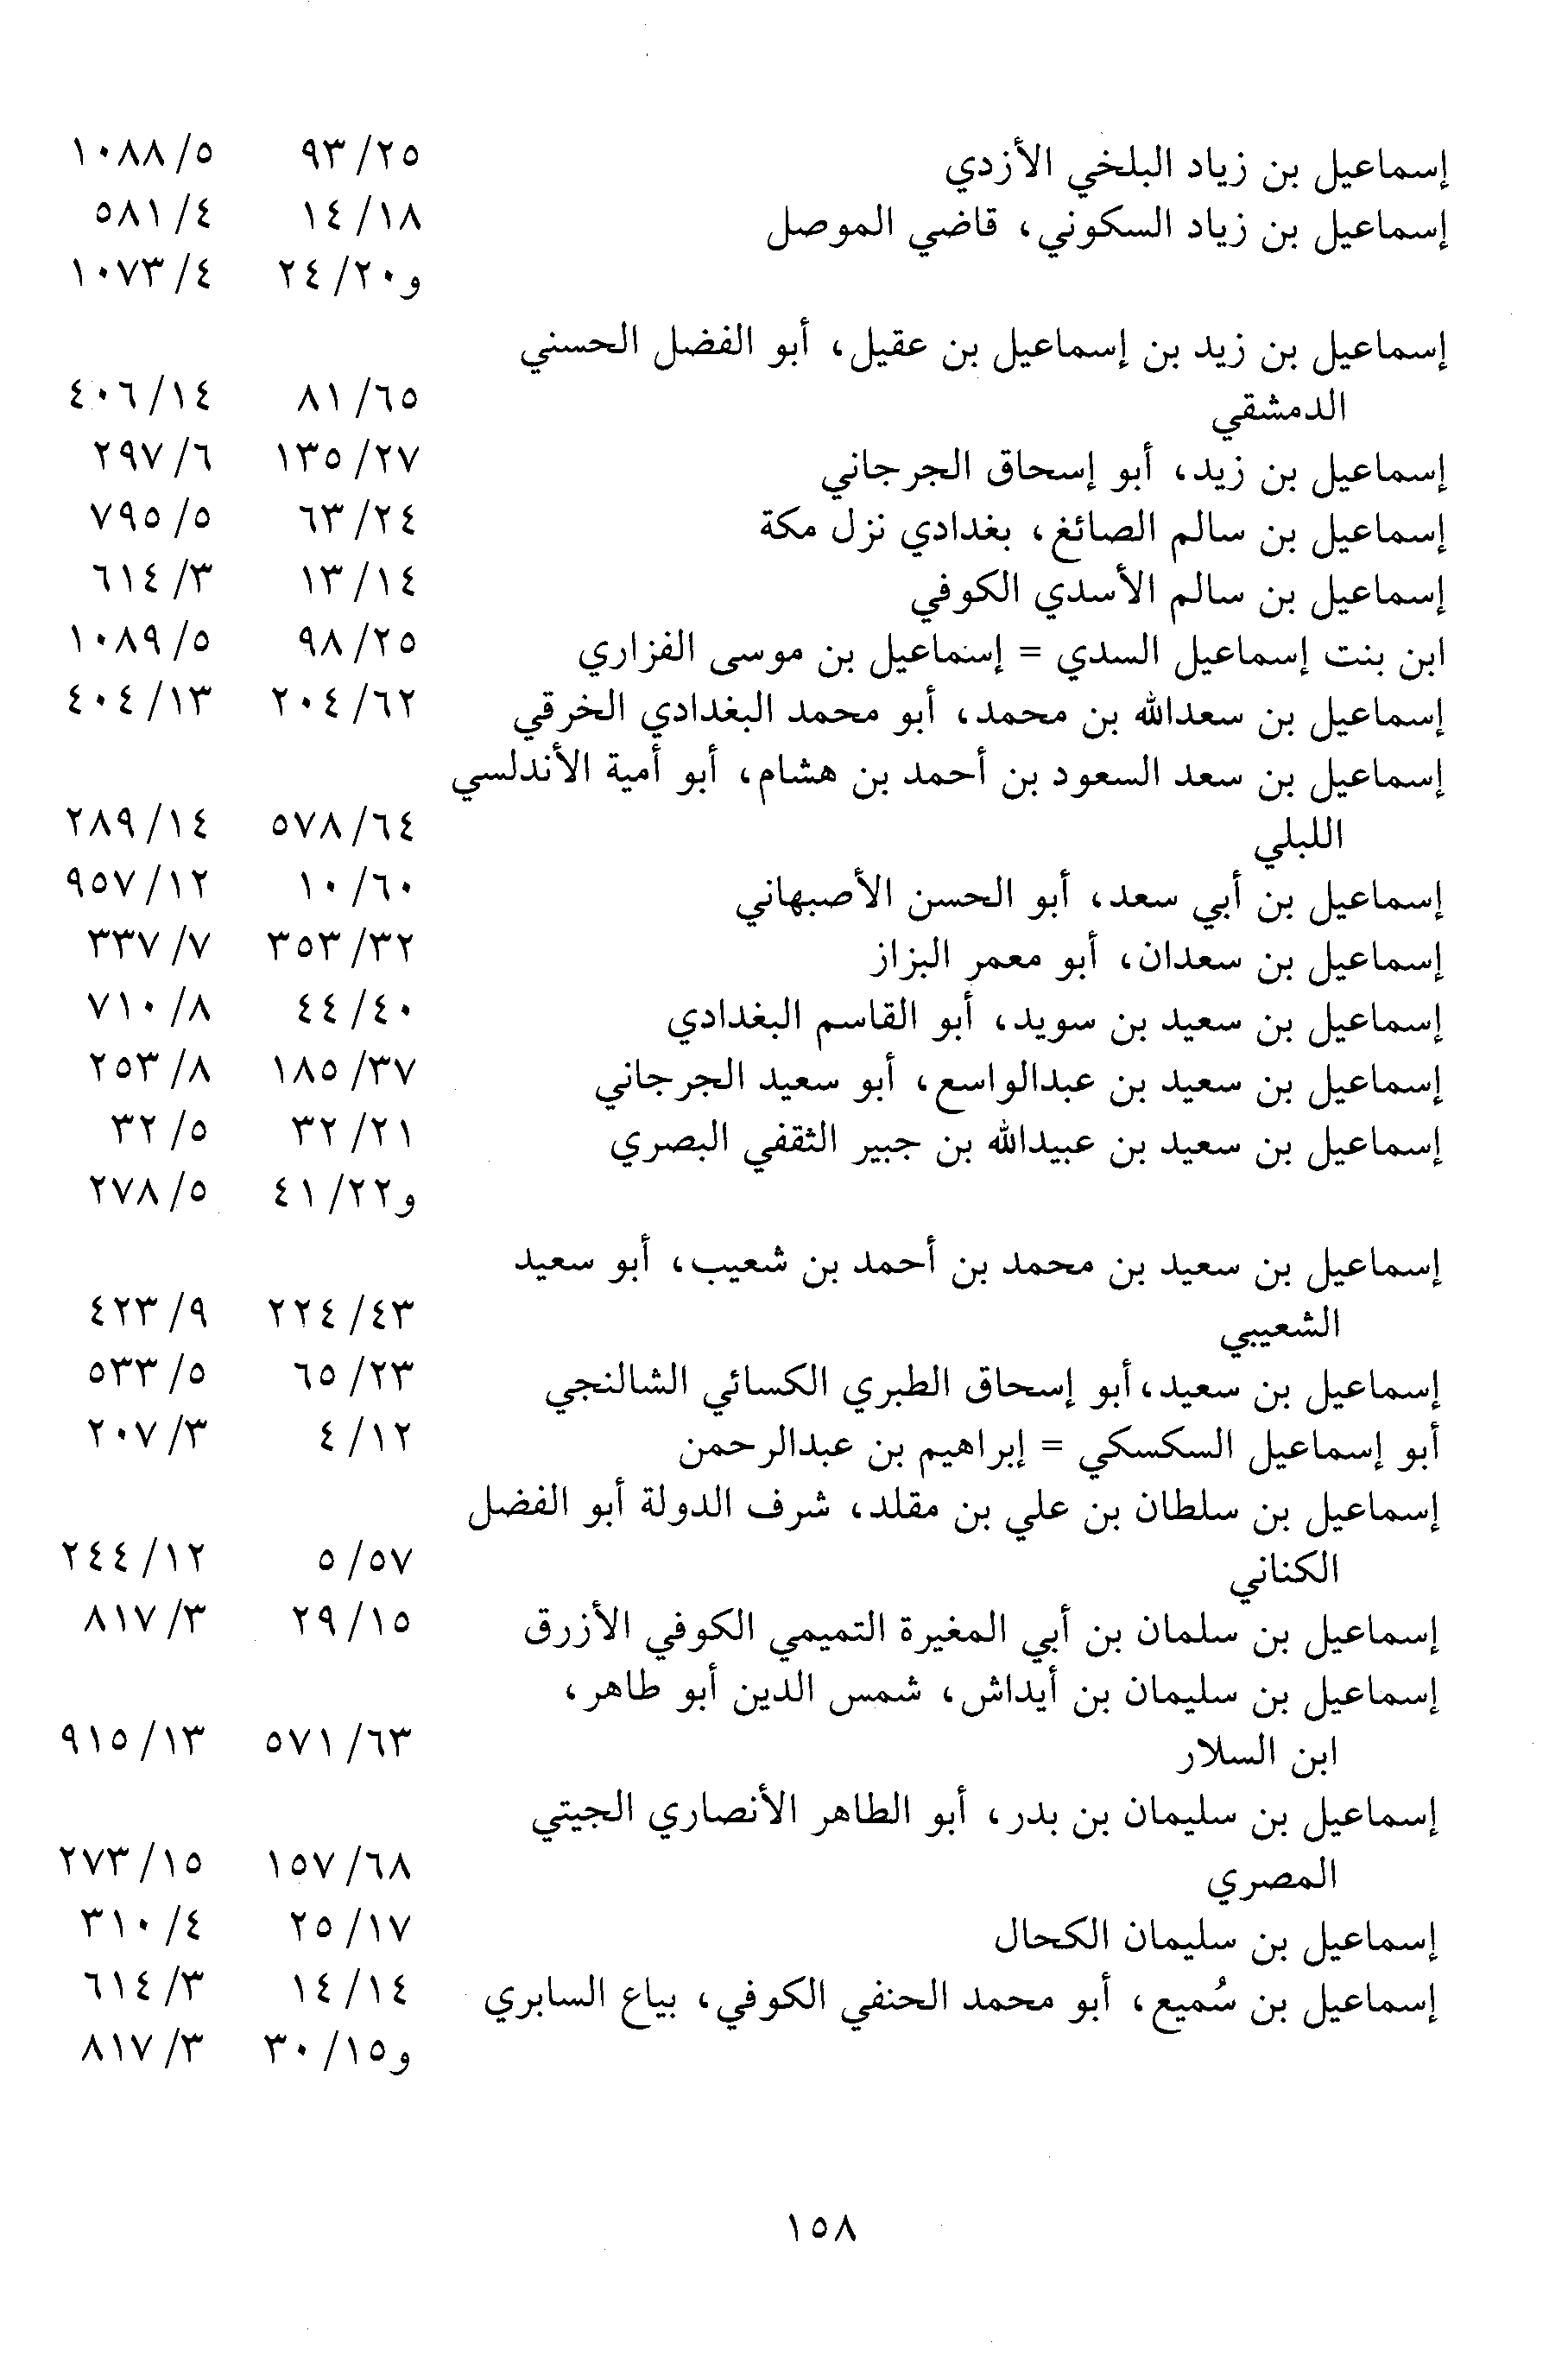 إسماعيل بن زياد البلخي الأزدي ٩٣/٢٥ ١٠٨٨/٥
إسماعيل بن زياد السكوني، قاضي الموصل ١٤/١٨ ٥٨١/٤
و٢٤/٢٠ ١٠٧٣/٤
إسماعيل بن زيد بن إسماعيل بن عقيل، أبو الفضل الحسني
الدمشقي ٨١/٦٥ ٤٠٦/١٤
إسماعيل بن زيد، أبو إسحاق الجرجاني ١٣٥/٢٧ ٢٩٧/٦
إسماعيل بن سالم الصائغ، بغدادي نزل مكة ٦٣/٢٤ ٧٩٥/٥
إسماعيل بن سالم الأسدي الكوفي ١٣/١٤ ٦١٤/٣
ابن بنت إسماعيل السدي = إسماعيل بن موسى الفزاري ٩٨/٢٥ ١٠٨٩/٥
إسماعيل بن سعدالله بن محمد، أبو محمد البغدادي الخرقي ٢٠٤/٦٢ ٤٠٤/١٣
إسماعيل بن سعد السعود بن أحمد بن هشام، أبو أمية الأندلسي
اللبلي ٥٧٨/٦٤ ٢٨٩/١٤
إسماعيل بن أبي سعد، أبو الحسن الأصبهاني ١٠/٦٠ ٩٥٧/١٢
إسماعيل بن سعدان، أبو معمر البزاز ٣٥٣/٣٢ ٣٣٧/٧
إسماعيل بن سعيد بن سويد، أبو القاسم البغدادي ٤٤/٤٠ ٧١٠/٨
إسماعيل بن سعيد بن عبدالواسع، أبو سعيد الجرجاني ١٨٥/٣٧ ٢٥٣/٨
إسماعيل بن سعيد بن عبيدالله بن جبير الثقفي البصري ٣٢/٢١ ٣٢/٥
و٤١/٢٢ ٢٧٨/٥
إسماعيل بن سعيد بن محمد بن أحمد بن شعيب، أبو سعيد
الشعيبي ٢٢٤/٤٣ ٤٢٣/٩
إسماعيل بن سعيد، أبو إسحاق الطبري الكسائي الشالنجي ٦٥/٢٣ ٥٣٣/٥
أبو إسماعيل السكسكي = إبراهيم بن عبدالرحمن ٤/١٢ ٢٠٧/٣
إسماعيل بن سلطان بن علي بن مقلد، شرف الدولة أبو الفضل
الكناني ٥/٥٧ ٢٤٤/١٢
إسماعيل بن سلمان بن أبي المغيرة التميمي الكوفي الأزرق ٢٩/١٥ ٨١٧/٣
إسماعيل بن سليمان بن أيداش، شمس الدين أبو طاهر،
ابن السلار ٥٧١/٦٣ ٩١٥/١٣
إسماعيل بن سليمان بن بدر، أبو الطاهر الأنصاري الجيتي
المصري ١٥٧/٦٨ ٢٧٣/١٥
إسماعيل بن سليمان الكحال ٢٥/١٧ ٣١٠/٤
إسماعيل بن سُميع، أبو محمد الحنفي الكوفي، بياع السابري ١٤/١٤ ٦١٤/٣
و٣٠/١٥ ٨١٧/٣
١٥٨